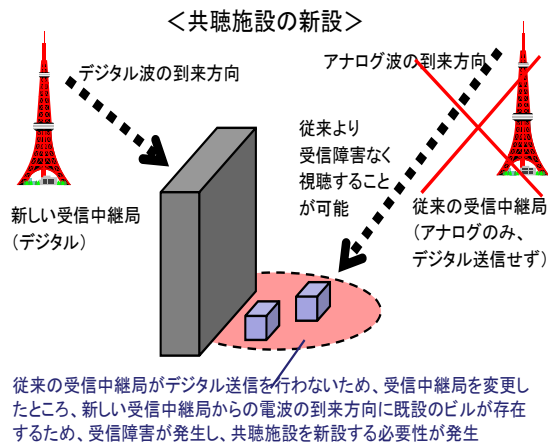 ＜共聴施設の新設＞
デジタル波の到来方向
アナログ波の到来方向
従来より
受信障害なく
視聴すること
が可能
新しい受信中継局
（デジタル）
従来の受信中継局
（アナログのみ、
デジタル送信せず）
従来の受信中継局がデジタル送信を行わないため、受信中継局を変更し
たところ、新しい受信中継局からの電波の到来方向に既設のビルが存在
するため、受信障害が発生し、共聴施設を新設する必要性が発生